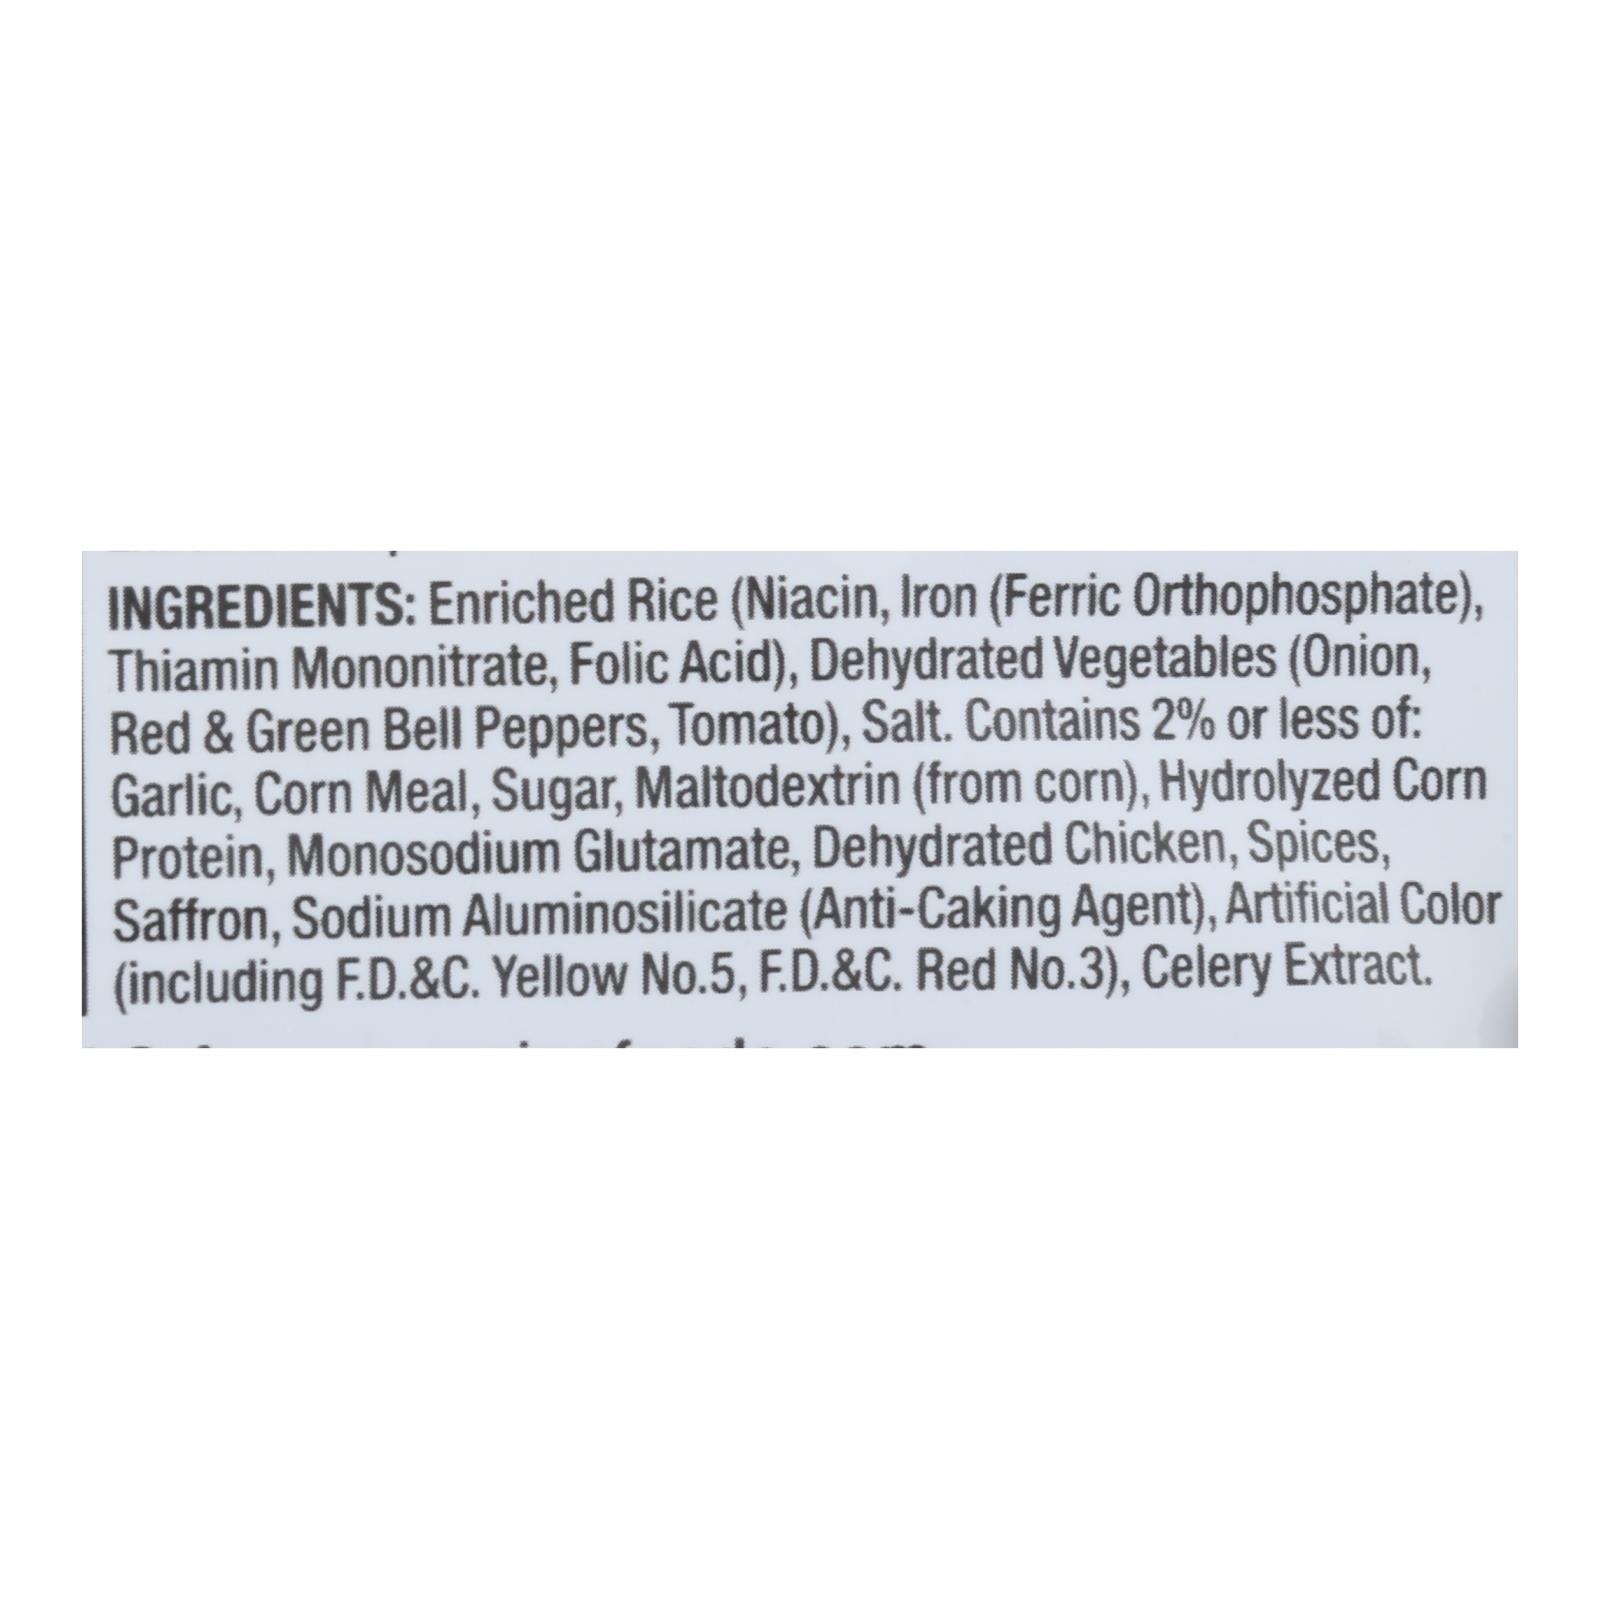 INGREDIENTS: Enriched Rice (Niacin, Iron (Ferric Orthophosphate),
Thiamin Mononitrate, Folic Acid), Dehydrated Vegetables (Onion,
Red & Green Bell Peppers, Tomato), Salt. Contains 2% or less of:
Garlic, Corn Meal, Sugar, Maltodextrin (from corn), Hydrolyzed Corn
Protein, Monosodium Glutamate, Dehydrated Chicken, Spices,
Saffron, Sodium Aluminosilicate (Anti-Caking Agent), Artificial Color
(including F.D.&C. Yellow No.5, F.D.&C. Red No.3), Celery Extract.